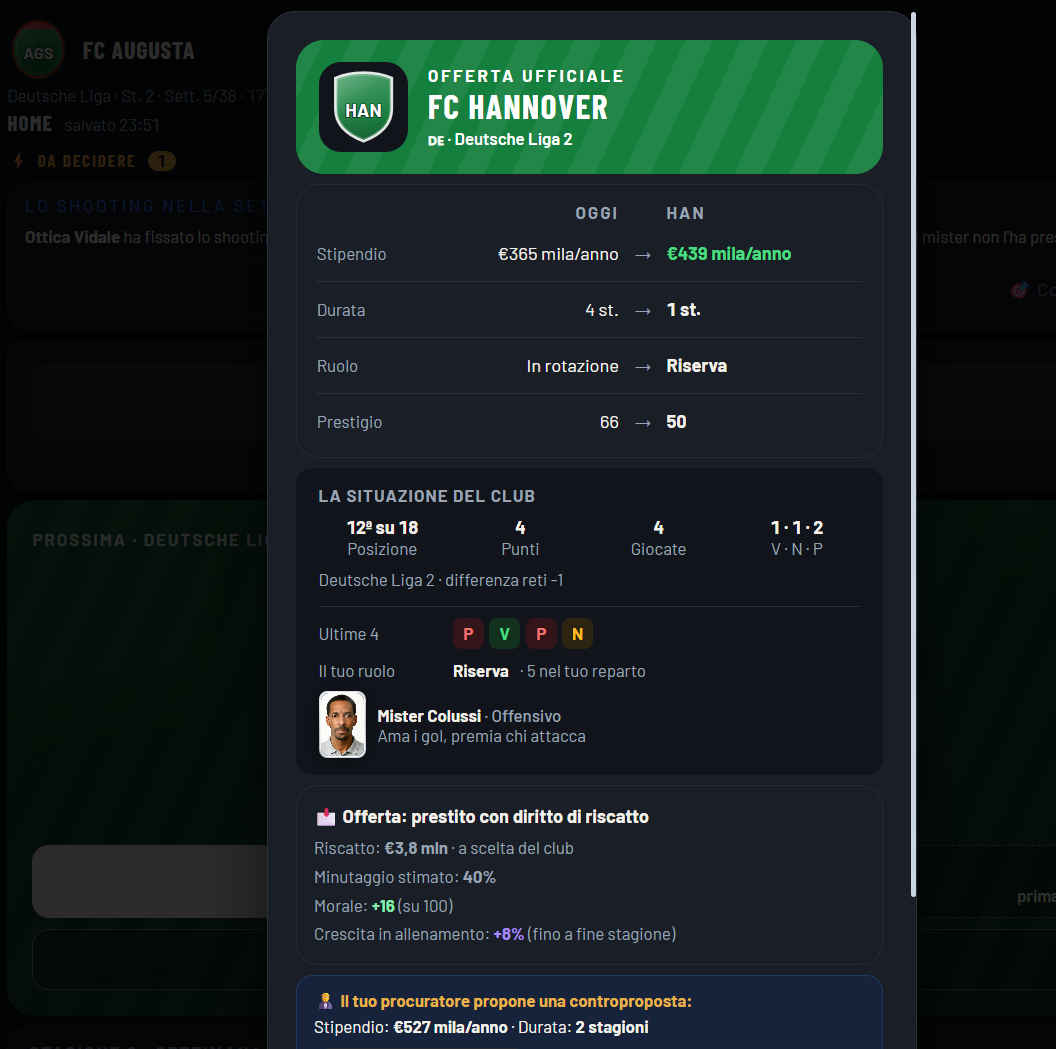 AGS
FC AUGUSTA
Deutsche Liga · St. 2 · Sett. 5/38 · 17
HOME salvato 23:51
DA DECIDERE 1
LO SHOOTING NELLA SET
Ottica Vidale ha fissato lo shootin
mister non l'ha pres
Co
PROSSIMA · DEUTSCHE LIG
prima
HAN
OFFERTA UFFICIALE
FC HANNOVER
DE · Deutsche Liga 2
OGGI HAN
Stipendio €365 mila/anno → €439 mila/anno
Durata 4 st. → 1 st.
Ruolo In rotazione → Riserva
Prestigio 66 → 50
LA SITUAZIONE DEL CLUB
12ª su 18 4 4 1 · 1 · 2
Posizione Punti Giocate V · N · P
Deutsche Liga 2 · differenza reti -1
Ultime 4 P V P N
Il tuo ruolo Riserva · 5 nel tuo reparto
Mister Colussi · Offensivo
Ama i gol, premia chi attacca
Offerta: prestito con diritto di riscatto
Riscatto: €3,8 mln · a scelta del club
Minutaggio stimato: 40%
Morale: +16 (su 100)
Crescita in allenamento: +8% (fino a fine stagione)
Il tuo procuratore propone una controproposta:
Stipendio: €527 mila/anno · Durata: 2 stagioni